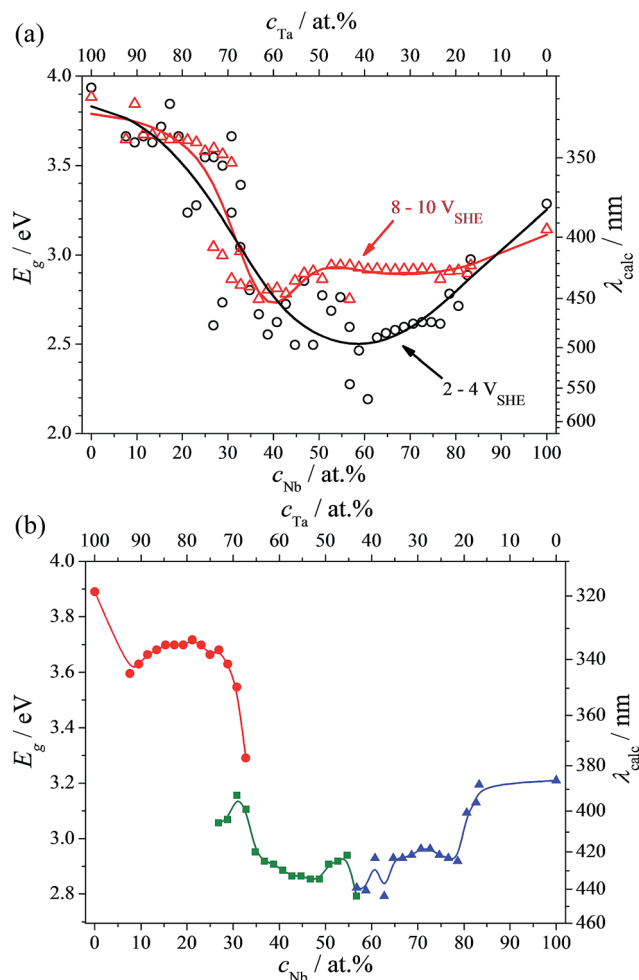 (a)
c_Ta / at.%
100 90 80 70 60 50 40 30 20 10 0
4.0
3.5
3.0
2.5
2.0
E_g / eV
350
400
450
500
550
600
λ_calc / nm
8 - 10 V_SHE
2 - 4 V_SHE
0 10 20 30 40 50 60 70 80 90 100
c_Nb / at.%
(b)
c_Ta / at.%
100 90 80 70 60 50 40 30 20 10 0
4.0
3.8
3.6
3.4
3.2
3.0
2.8
E_g / eV
320
340
360
380
400
420
440
460
λ_calc / nm
0 10 20 30 40 50 60 70 80 90 100
c_Nb / at.%